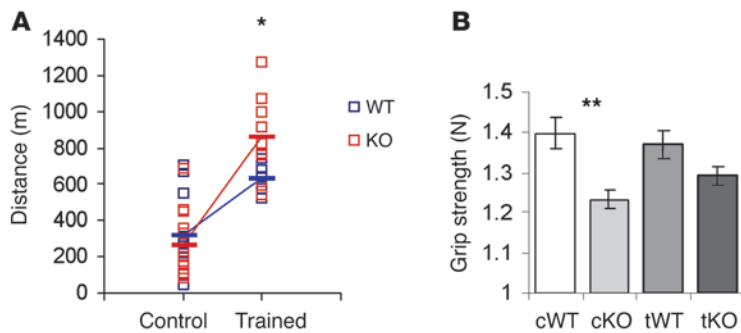 A
*
Distance (m)
1400
1200
1000
800
600
400
200
0
Control Trained
WT
KO
B
**
Grip strength (N)
1.5
1.4
1.3
1.2
1.1
1
cWT cKO tWT tKO